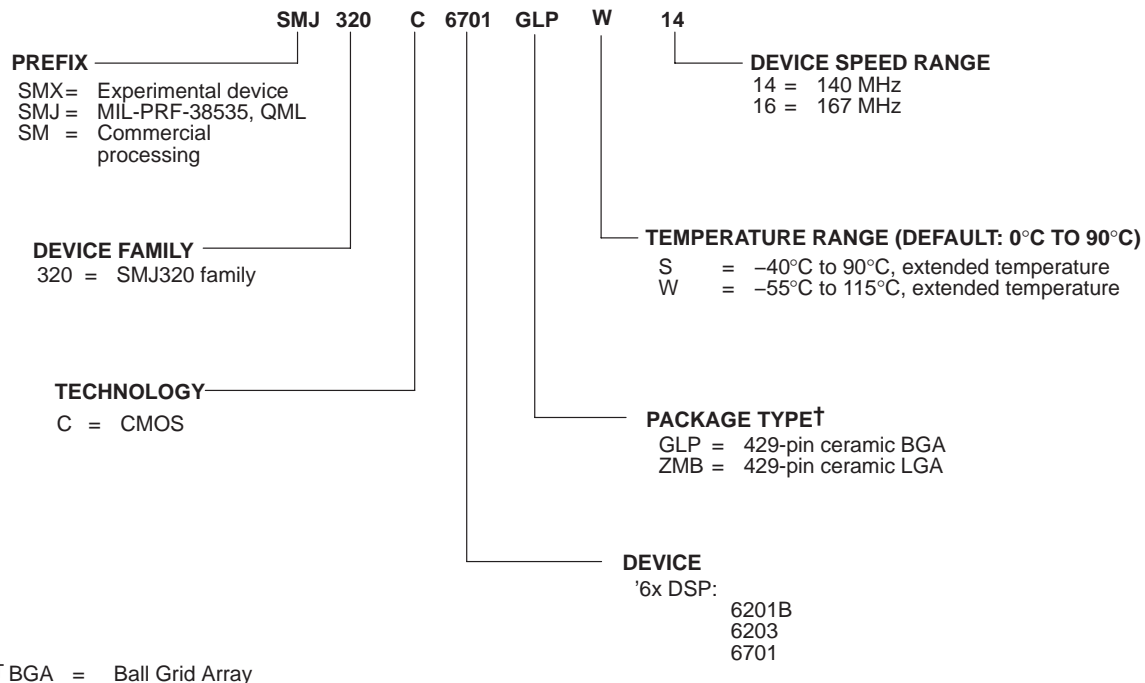 SMJ 320 C 6701 GLP W 14
PREFIX
SMX = Experimental device
SMJ = MIL-PRF-38535, QML
SM = Commercial
processing
DEVICE SPEED RANGE
14 = 140 MHz
16 = 167 MHz
DEVICE FAMILY
320 = SMJ320 family
TEMPERATURE RANGE (DEFAULT: 0°C TO 90°C)
S = –40°C to 90°C, extended temperature
W = –55°C to 115°C, extended temperature
TECHNOLOGY
C = CMOS
PACKAGE TYPE†
GLP = 429-pin ceramic BGA
ZMB = 429-pin ceramic LGA
DEVICE
’6x DSP:
6201B
6203
6701
† BGA = Ball Grid Array